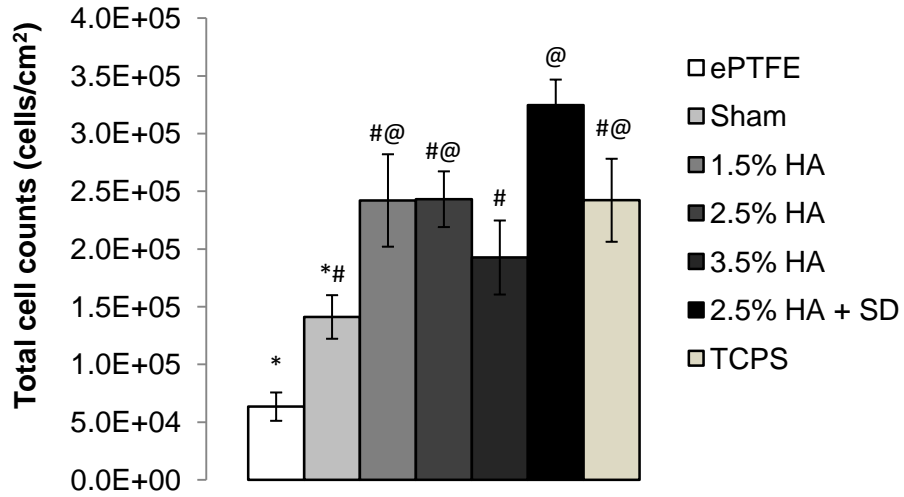 Total cell counts (cells/cm²)
4.0E+05
3.5E+05
3.0E+05
2.5E+05
2.0E+05
1.5E+05
1.0E+05
5.0E+04
0.0E+00
*
*#
#@
#@
#
@
#@
ePTFE
Sham
1.5% HA
2.5% HA
3.5% HA
2.5% HA + SD
TCPS